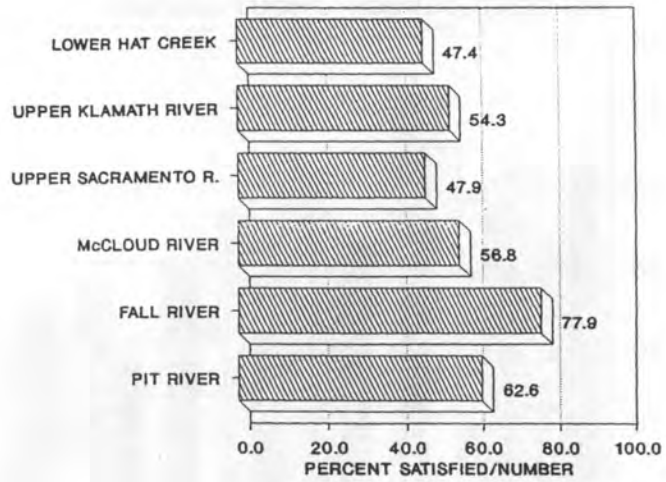 LOWER HAT CREEK
47.4
UPPER KLAMATH RIVER
54.3
UPPER SACRAMENTO R.
47.9
McCLOUD RIVER
56.8
FALL RIVER
77.9
PIT RIVER
62.6
0.0 20.0 40.0 60.0 80.0 100.0
PERCENT SATISFIED/NUMBER